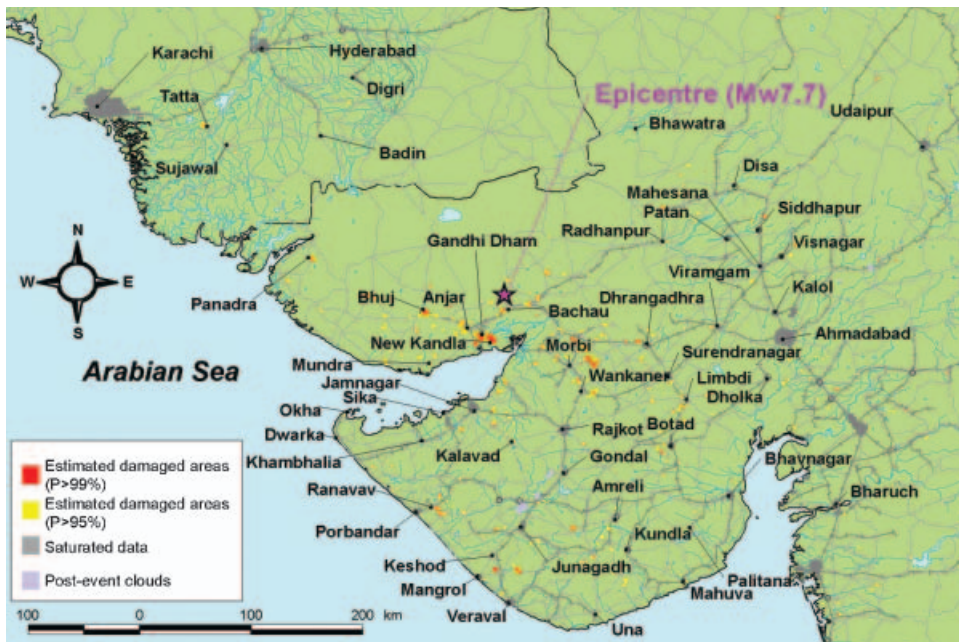 Karachi
Hyderabad
Digri
Tatta
Epicentre (Mw7.7)
Udaipur
Bhawatra
Badin
Sujawal
Disa
Mahesana
Patan
Siddhapur
N
Gandhi Dham
Radhanpur
Visnagar
W
E
Viramgam
S
Panadra
Bhuj
Anjar
Bachau
Dhrangadhra
Kalol
New Kandla
Morbi
Ahmadabad
Arabian Sea
Mundra
Surendranagar
Jamnagar
Wankaner
Limbdi
Sika
Dholka
Okha
Dwarka
Rajkot
Botad
Khambhalia
Kalavad
Gondal
Bhavnagar
Estimated damaged areas
(P>99%)
Ranavav
Amreli
Bharuch
Estimated damaged areas
(P>95%)
Porbandar
Kundla
Saturated data
Keshod
Junagadh
Post-event clouds
Mangrol
Palitana
Mahuva
Veraval
Una
100 0 100 200 km